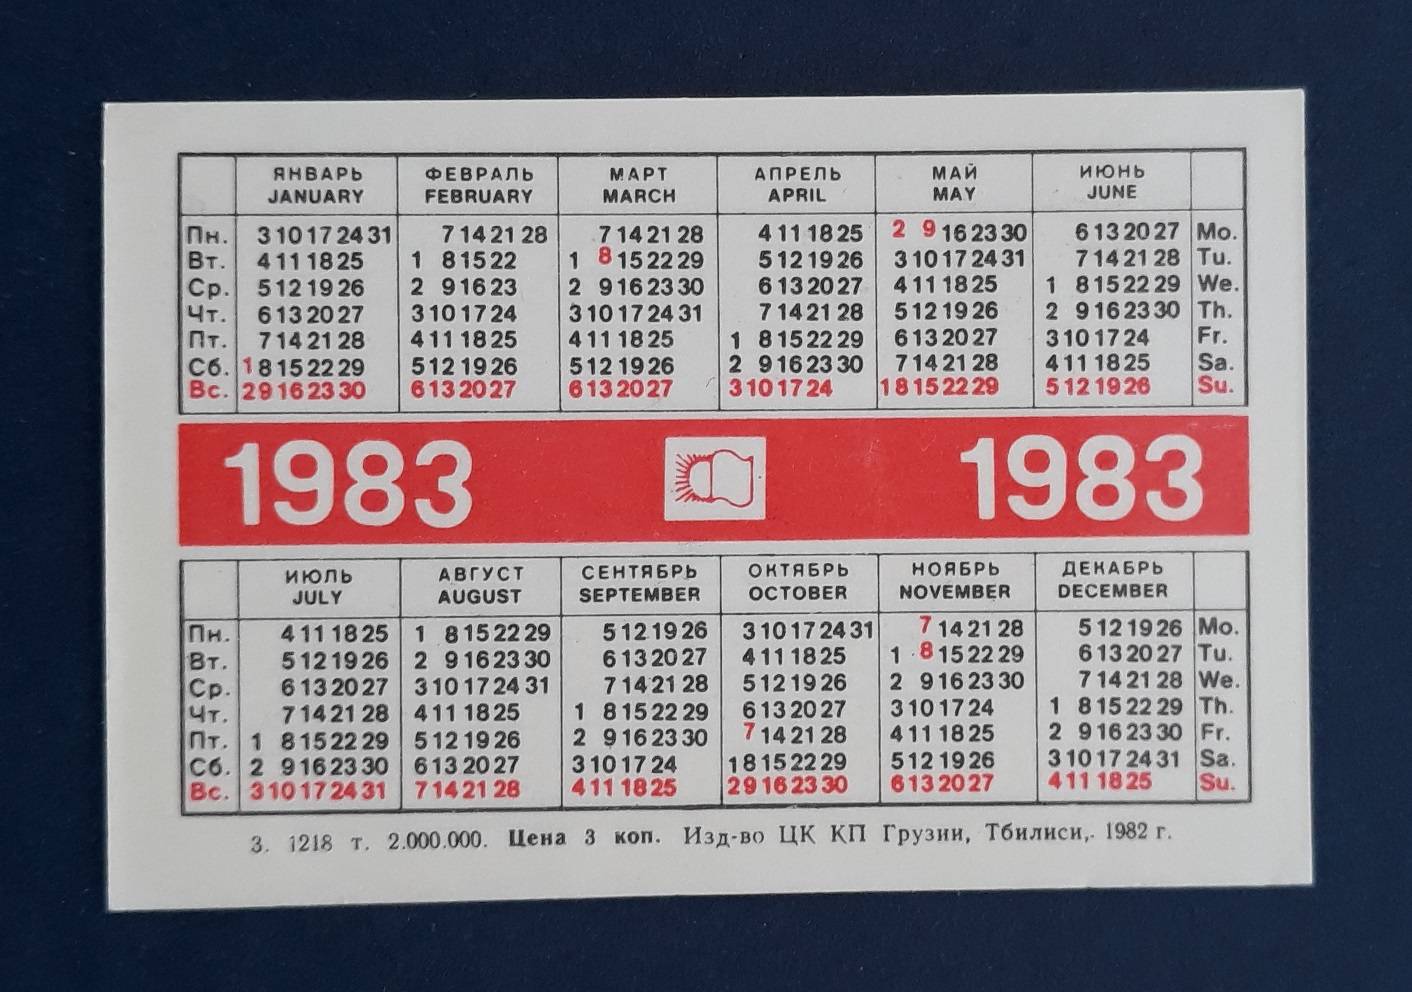 ЯНВАРЬ ФЕВРАЛЬ МАРТ АПРЕЛЬ МАЙ ИЮНЬ
JANUARY FEBRUARY MARCH APRIL MAY JUNE
Пн. 3 10 17 24 31 7 14 21 28 7 14 21 28 4 11 18 25 2 9 16 23 30 6 13 20 27 Mo.
Вт. 4 11 18 25 1 8 15 22 1 8 15 22 29 5 12 19 26 3 10 17 24 31 7 14 21 28 Tu.
Ср. 5 12 19 26 2 9 16 23 2 9 16 23 30 6 13 20 27 4 11 18 25 1 8 15 22 29 We.
Чт. 6 13 20 27 3 10 17 24 3 10 17 24 31 7 14 21 28 5 12 19 26 2 9 16 23 30 Th.
Пт. 7 14 21 28 4 11 18 25 4 11 18 25 1 8 15 22 29 6 13 20 27 3 10 17 24 Fr.
Сб. 1 8 15 22 29 5 12 19 26 5 12 19 26 2 9 16 23 30 7 14 21 28 4 11 18 25 Sa.
Вс. 2 9 16 23 30 6 13 20 27 6 13 20 27 3 10 17 24 1 8 15 22 29 5 12 19 26 Su.
1983 1983
ИЮЛЬ АВГУСТ СЕНТЯБРЬ ОКТЯБРЬ НОЯБРЬ ДЕКАБРЬ
JULY AUGUST SEPTEMBER OCTOBER NOVEMBER DECEMBER
Пн. 4 11 18 25 1 8 15 22 29 5 12 19 26 3 10 17 24 31 7 14 21 28 5 12 19 26 Mo.
Вт. 5 12 19 26 2 9 16 23 30 6 13 20 27 4 11 18 25 1 8 15 22 29 6 13 20 27 Tu.
Ср. 6 13 20 27 3 10 17 24 31 7 14 21 28 5 12 19 26 2 9 16 23 30 7 14 21 28 We.
Чт. 7 14 21 28 4 11 18 25 1 8 15 22 29 6 13 20 27 3 10 17 24 1 8 15 22 29 Th.
Пт. 1 8 15 22 29 5 12 19 26 2 9 16 23 30 7 14 21 28 4 11 18 25 2 9 16 23 30 Fr.
Сб. 2 9 16 23 30 6 13 20 27 3 10 17 24 1 8 15 22 29 5 12 19 26 3 10 17 24 31 Sa.
Вс. 3 10 17 24 31 7 14 21 28 4 11 18 25 2 9 16 23 30 6 13 20 27 4 11 18 25 Su.
З. 1218 т. 2.000.000. Цена 3 коп. Изд-во ЦК КП Грузии, Тбилиси,. 1982 г.